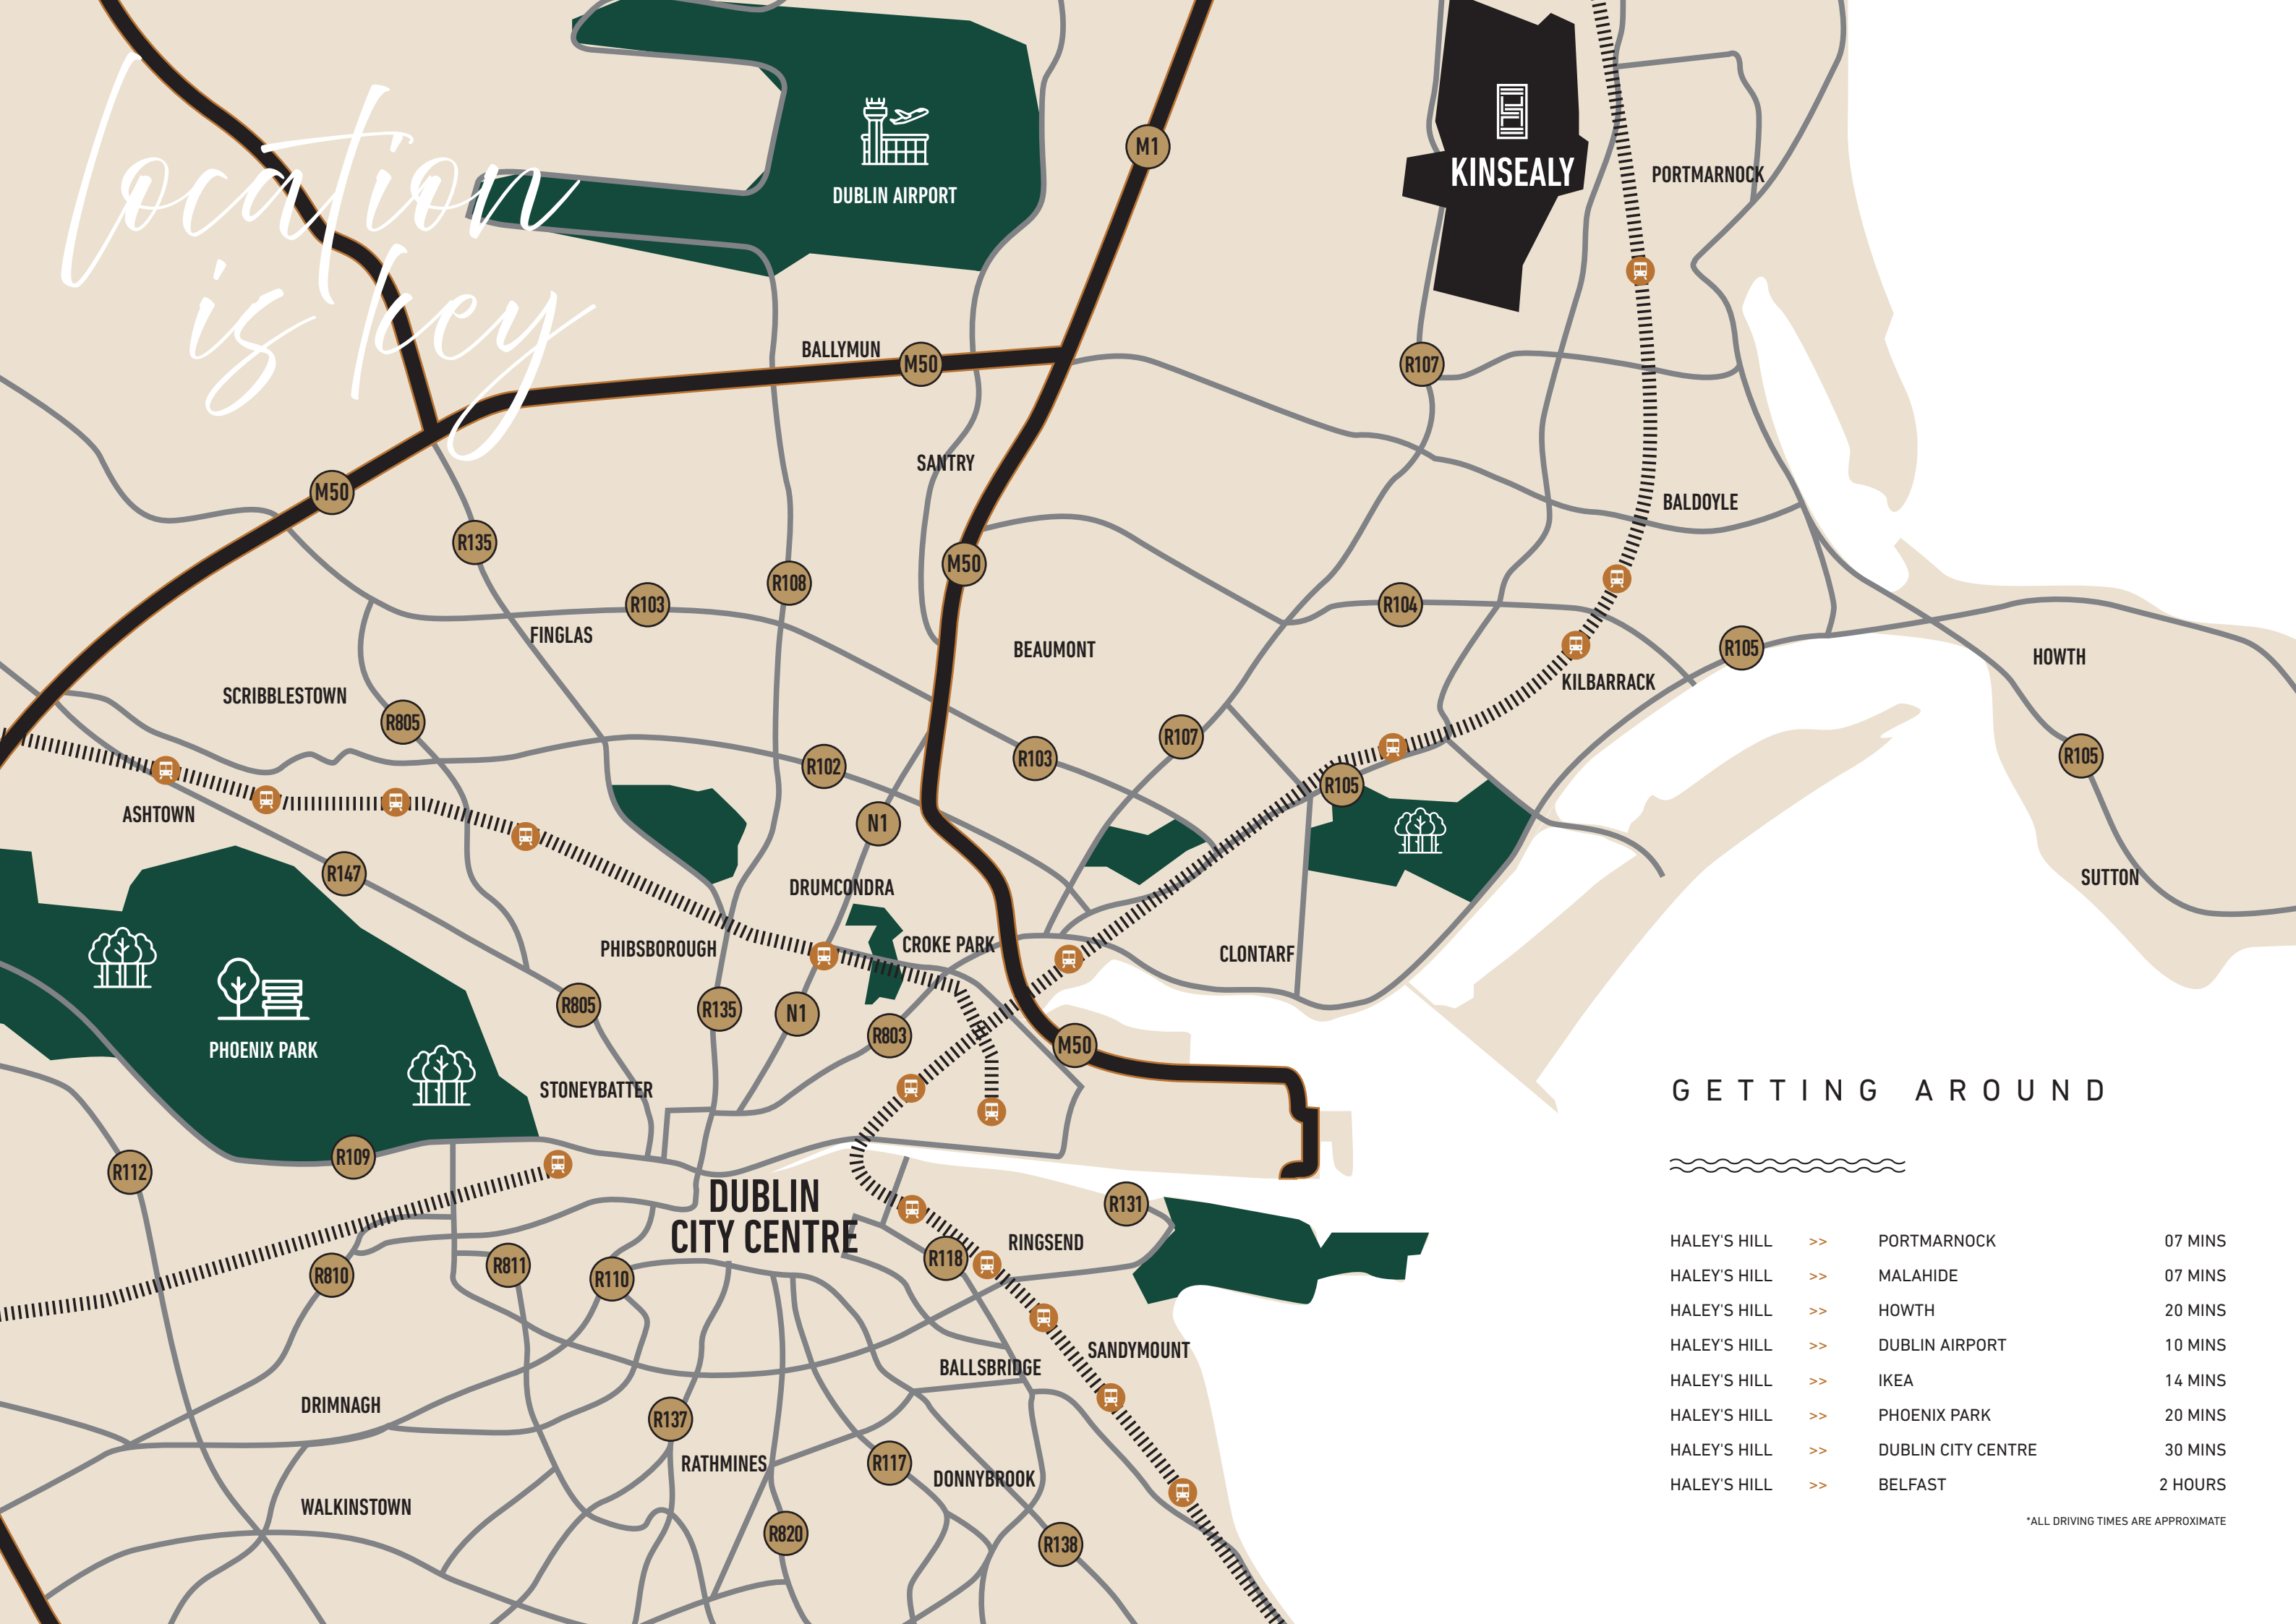 Location
is key
DUBLIN AIRPORT
M1
KINSEALY
PORTMARNOCK
BALLYMUN
M50
R107
SANTRY
M50
BALDOYLE
R135
M50
R108
R103
R104
FINGLAS
BEAUMONT
R105
HOWTH
KILBARRACK
SCRIBBLESTOWN
R805
R107
R102
R103
R105
R105
ASHTOWN
N1
R147
DRUMCONDRA
SUTTON
PHIBSBOROUGH
CROKE PARK
CLONTARF
R805
R135
N1
R803
M50
PHOENIX PARK
STONEYBATTER
R109
R112
DUBLIN
CITY CENTRE
R131
RINGSEND
R118
R810
R811
R110
SANDYMOUNT
BALLSBRIDGE
DRIMNAGH
R137
RATHMINES
R117
DONNYBROOK
WALKINSTOWN
R820
R138
GETTING AROUND
HALEY'S HILL >> PORTMARNOCK 07 MINS
HALEY'S HILL >> MALAHIDE 07 MINS
HALEY'S HILL >> HOWTH 20 MINS
HALEY'S HILL >> DUBLIN AIRPORT 10 MINS
HALEY'S HILL >> IKEA 14 MINS
HALEY'S HILL >> PHOENIX PARK 20 MINS
HALEY'S HILL >> DUBLIN CITY CENTRE 30 MINS
HALEY'S HILL >> BELFAST 2 HOURS
*ALL DRIVING TIMES ARE APPROXIMATE